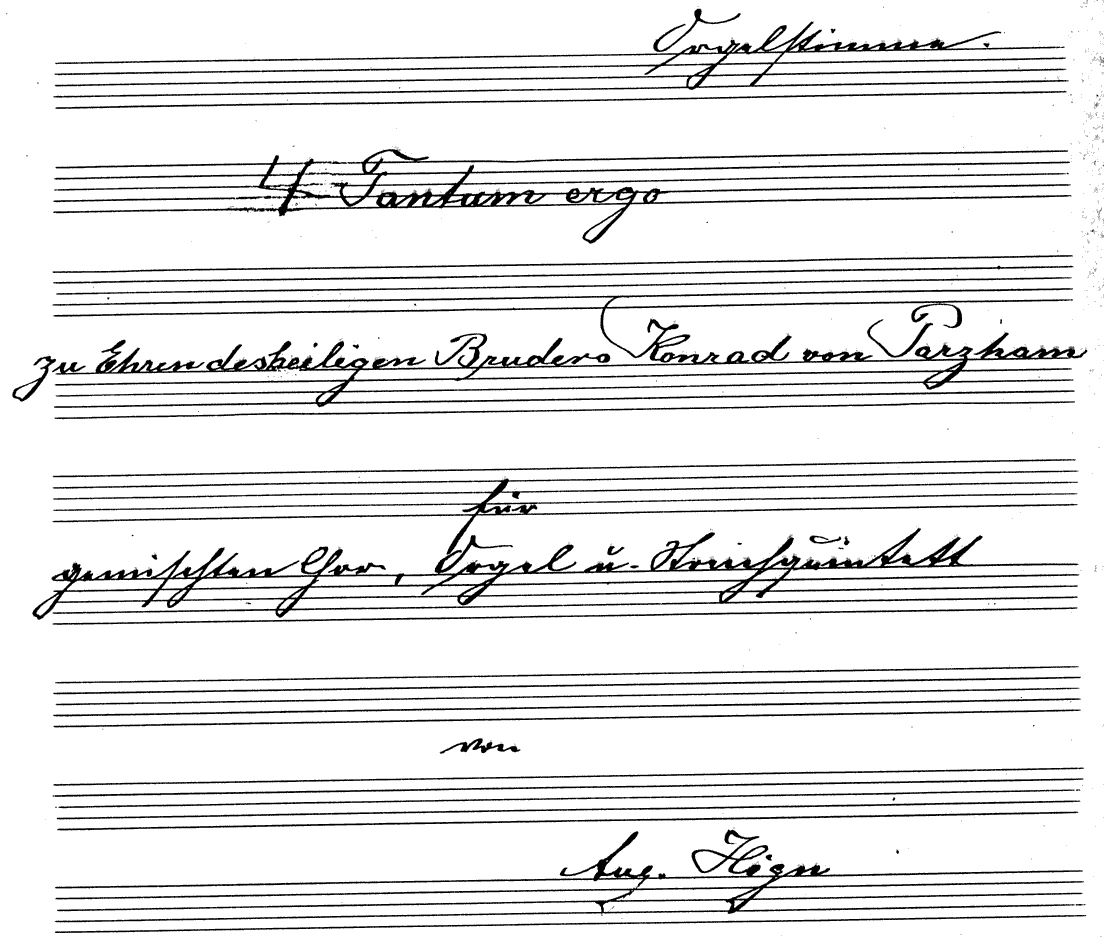 Orgelstimme.
4 Tantum ergo
zu Ehren des heiligen Bruders Konrad von Parzham
für
gemischten Chor, Orgel u. Streichquintett
von
Aug. Högn